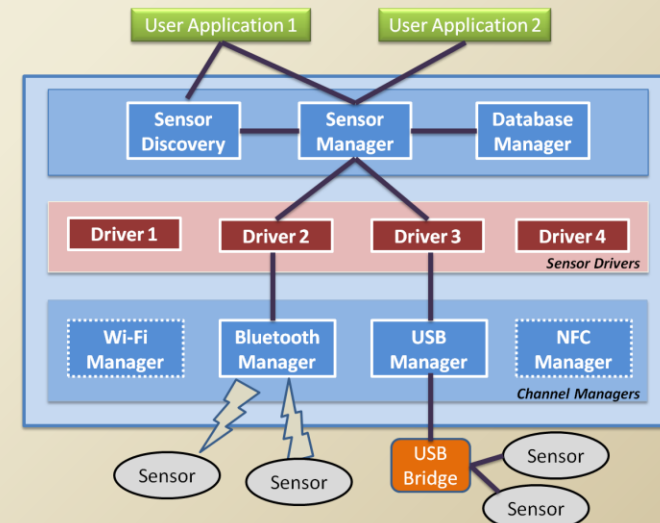 User Application 1
User Application 2
Sensor
Discovery
Sensor
Manager
Database
Manager
Driver 1
Driver 2
Driver 3
Driver 4
Sensor Drivers
Wi-Fi
Manager
Bluetooth
Manager
USB
Manager
NFC
Manager
Channel Managers
Sensor
Sensor
USB
Bridge
Sensor
Sensor